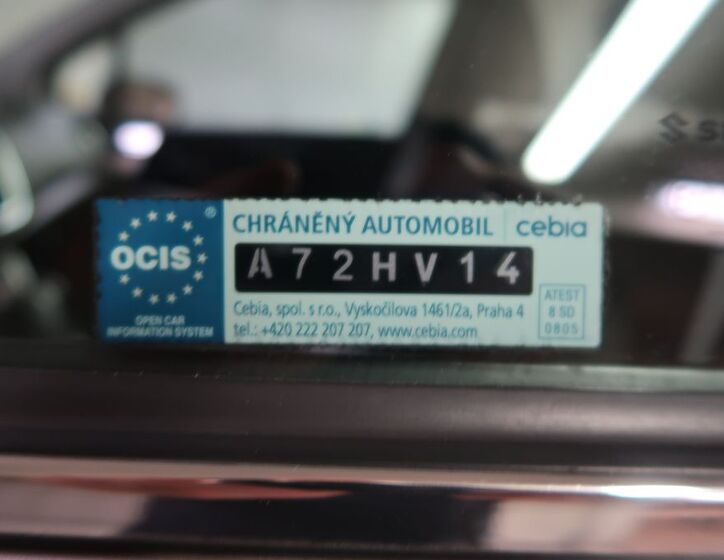 OCIS ®
OPEN CAR
INFORMATION SYSTEM
CHRÁNĚNÝ AUTOMOBIL cebia
A72HV14
Cebia, spol. s r.o., Vyskočilova 1461/2a, Praha 4
tel.: +420 222 207 207, www.cebia.com
ATEST
8 SD
0805
S